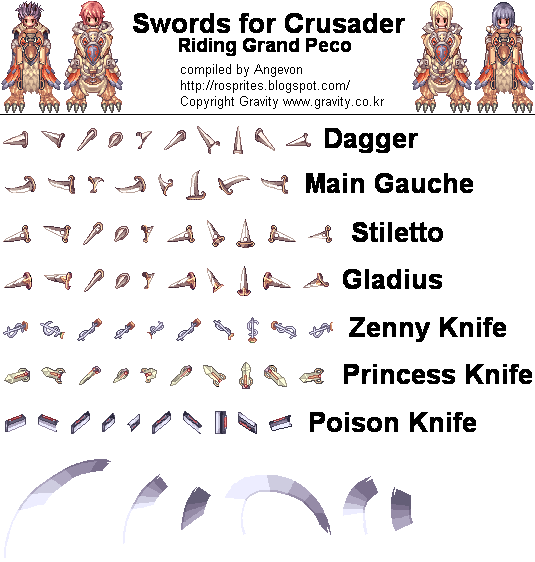 Swords for Crusader
Riding Grand Peco
compiled by Angevon
http://rosprites.blogspot.com/
Copyright Gravity www.gravity.co.kr
Dagger
Main Gauche
Stiletto
Gladius
Zenny Knife
Princess Knife
Poison Knife